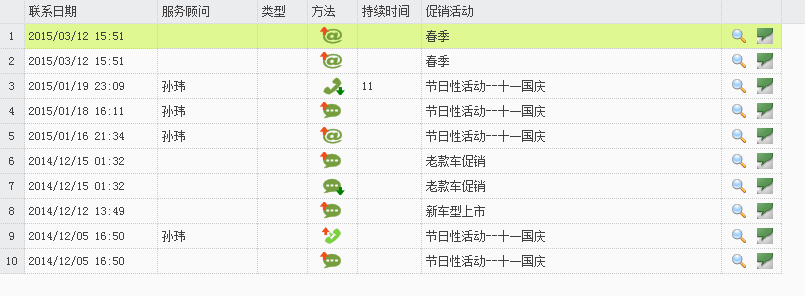 联系日期 服务顾问 类型 方法 持续时间 促销活动
1 2015/03/12 15:51 春季
2 2015/03/12 15:51 春季
3 2015/01/19 23:09 孙玮 11 节日性活动--十一国庆
4 2015/01/18 16:11 孙玮 节日性活动--十一国庆
5 2015/01/16 21:34 孙玮 节日性活动--十一国庆
6 2014/12/15 01:32 老款车促销
7 2014/12/15 01:32 老款车促销
8 2014/12/12 13:49 新车型上市
9 2014/12/05 16:50 孙玮 节日性活动--十一国庆
10 2014/12/05 16:50 节日性活动--十一国庆